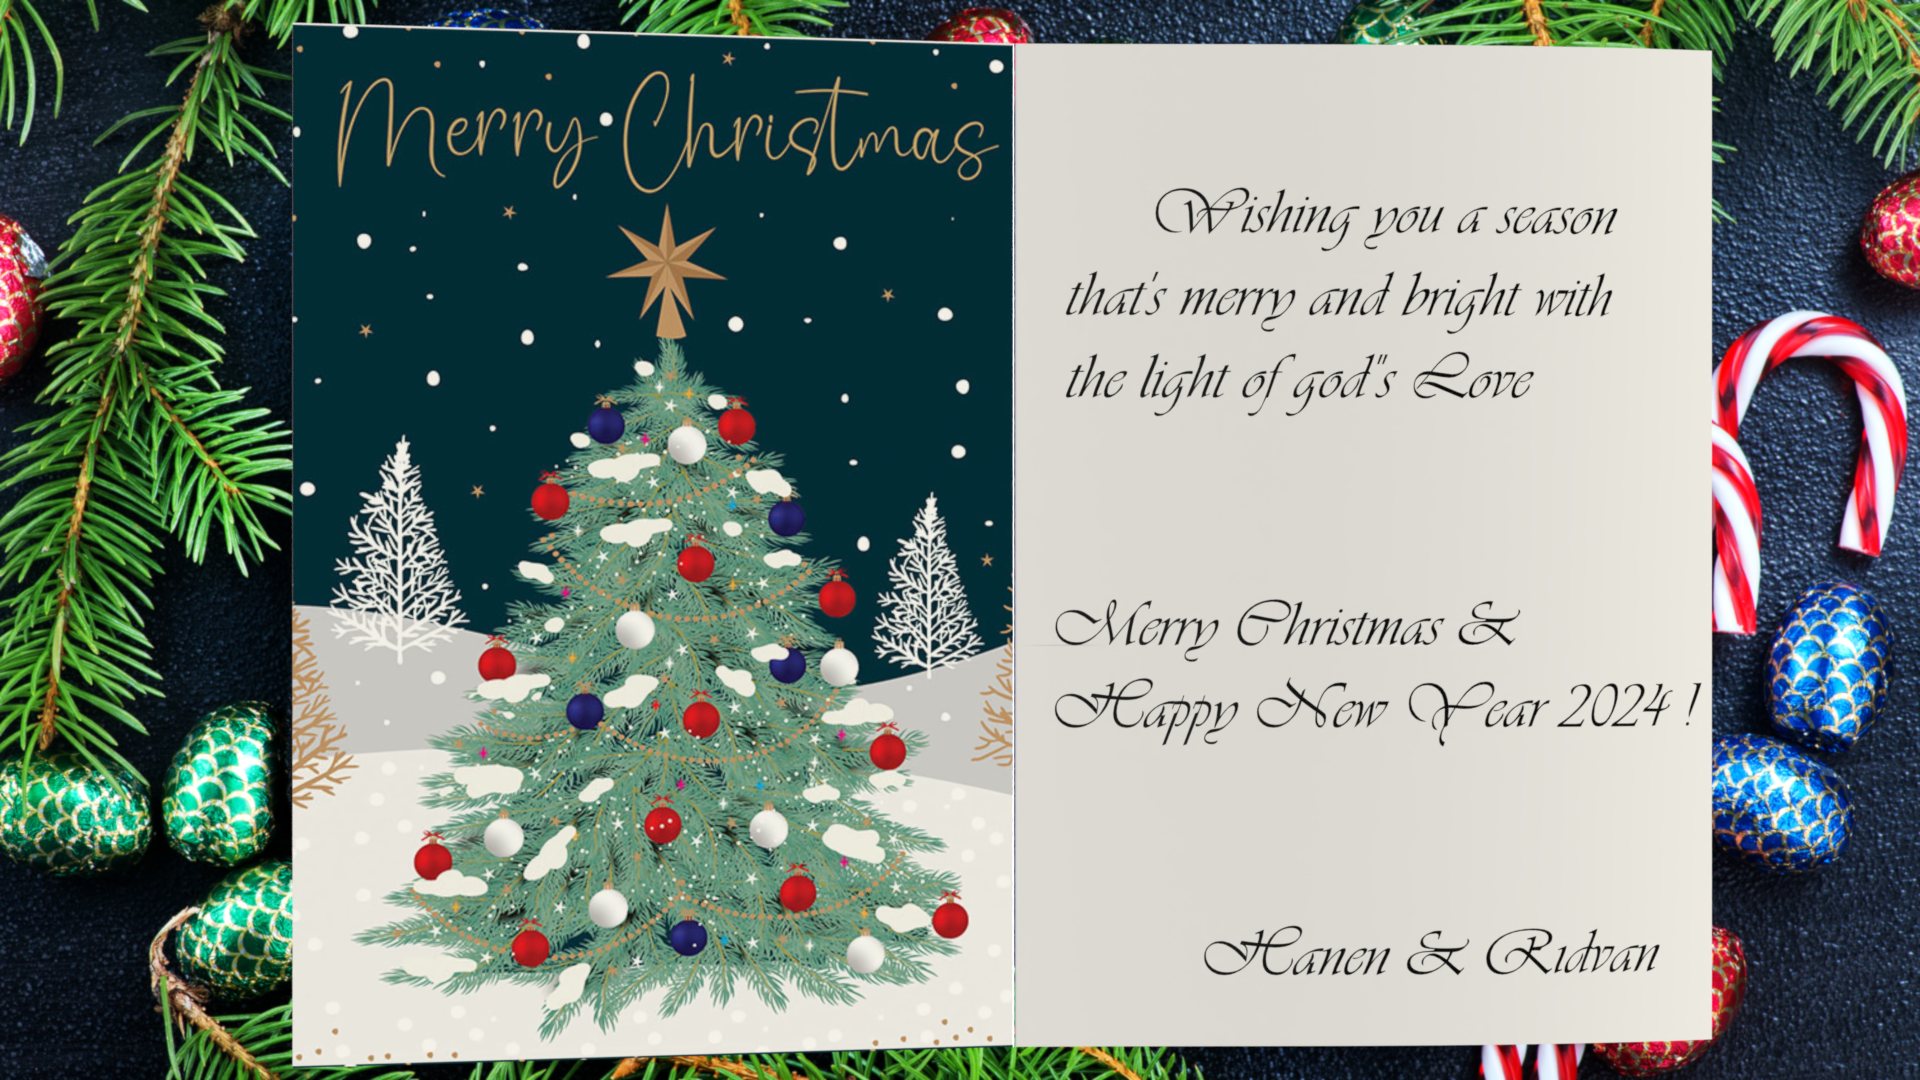 Merry Christmas
Wishing you a season
that's merry and bright with
the light of god"s Love
Merry Christmas &
Happy New Year 2024 !
Hanen & Rıdvan